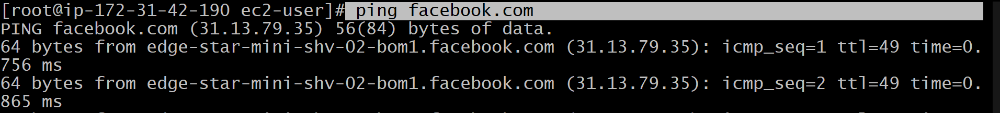 [root@ip-172-31-42-190 ec2-user]# ping facebook.com
PING facebook.com (31.13.79.35) 56(84) bytes of data.
64 bytes from edge-star-mini-shv-02-bom1.facebook.com (31.13.79.35): icmp_seq=1 ttl=49 time=0.
756 ms
64 bytes from edge-star-mini-shv-02-bom1.facebook.com (31.13.79.35): icmp_seq=2 ttl=49 time=0.
865 ms